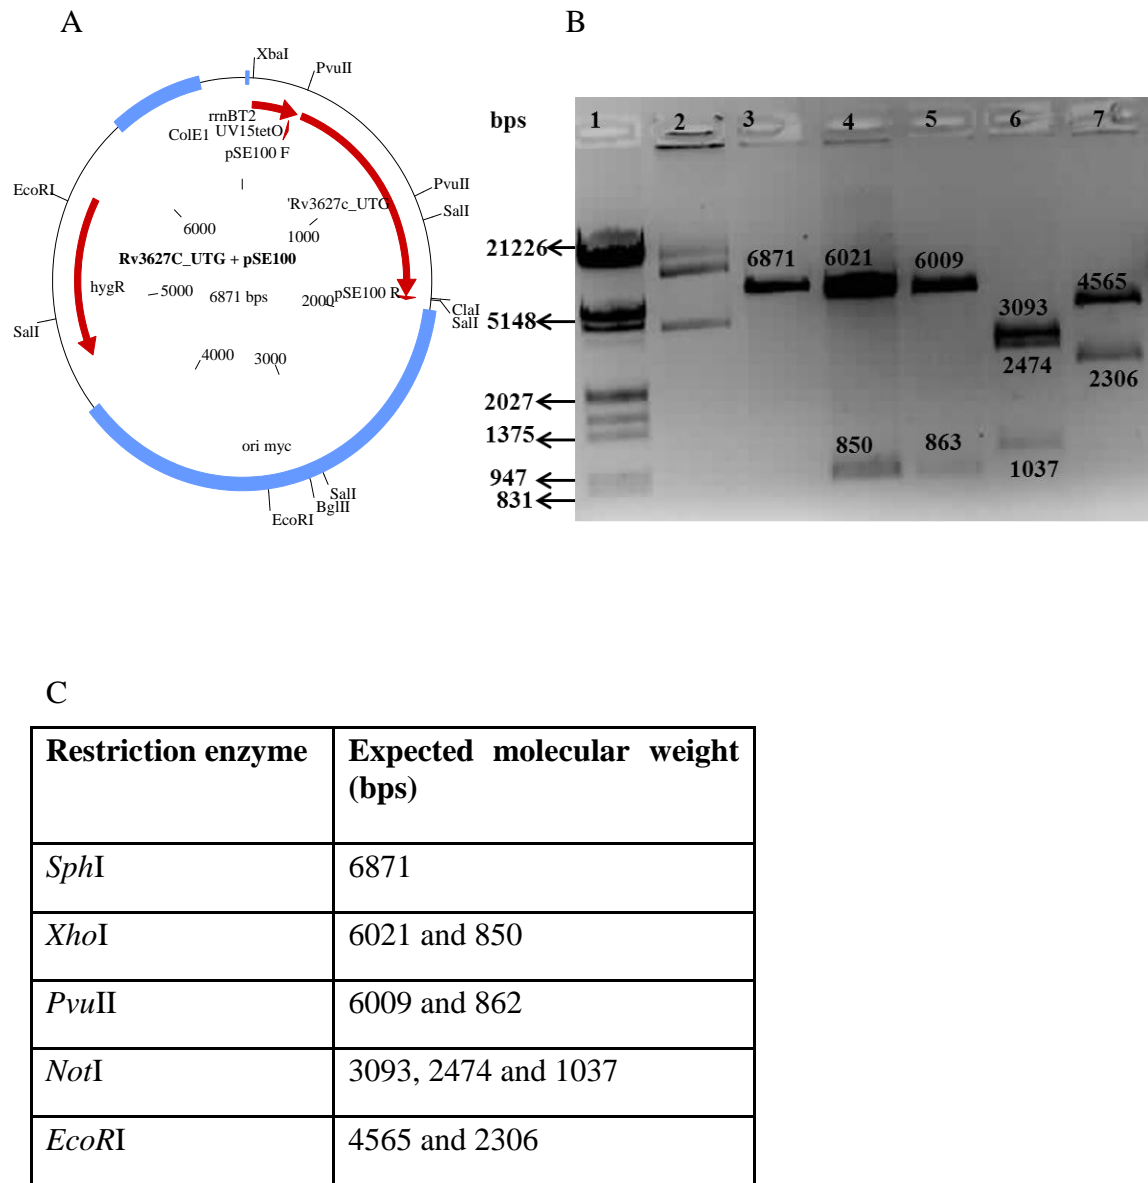 A
XbaI
PvuII
rrnBT2
ColE1 UV15tetO
pSE100 F
EcoRI
PvuII
'Rv3627c_UTG
SalI
6000
1000
Rv3627C_UTG + pSE100
hygR
5000
6871 bps
2000
pSE100 R
ClaI
SalI
SalI
4000
3000
ori myc
SalI
BglII
EcoRI
B
bps
1
2
3
4
5
6
7
21226
6871
6021
6009
4565
5148
3093
2474
2306
2027
1375
850
863
1037
947
831
C
Restriction enzyme
Expected molecular weight
(bps)
SphI
6871
XhoI
6021 and 850
PvuII
6009 and 862
NotI
3093, 2474 and 1037
EcoRI
4565 and 2306